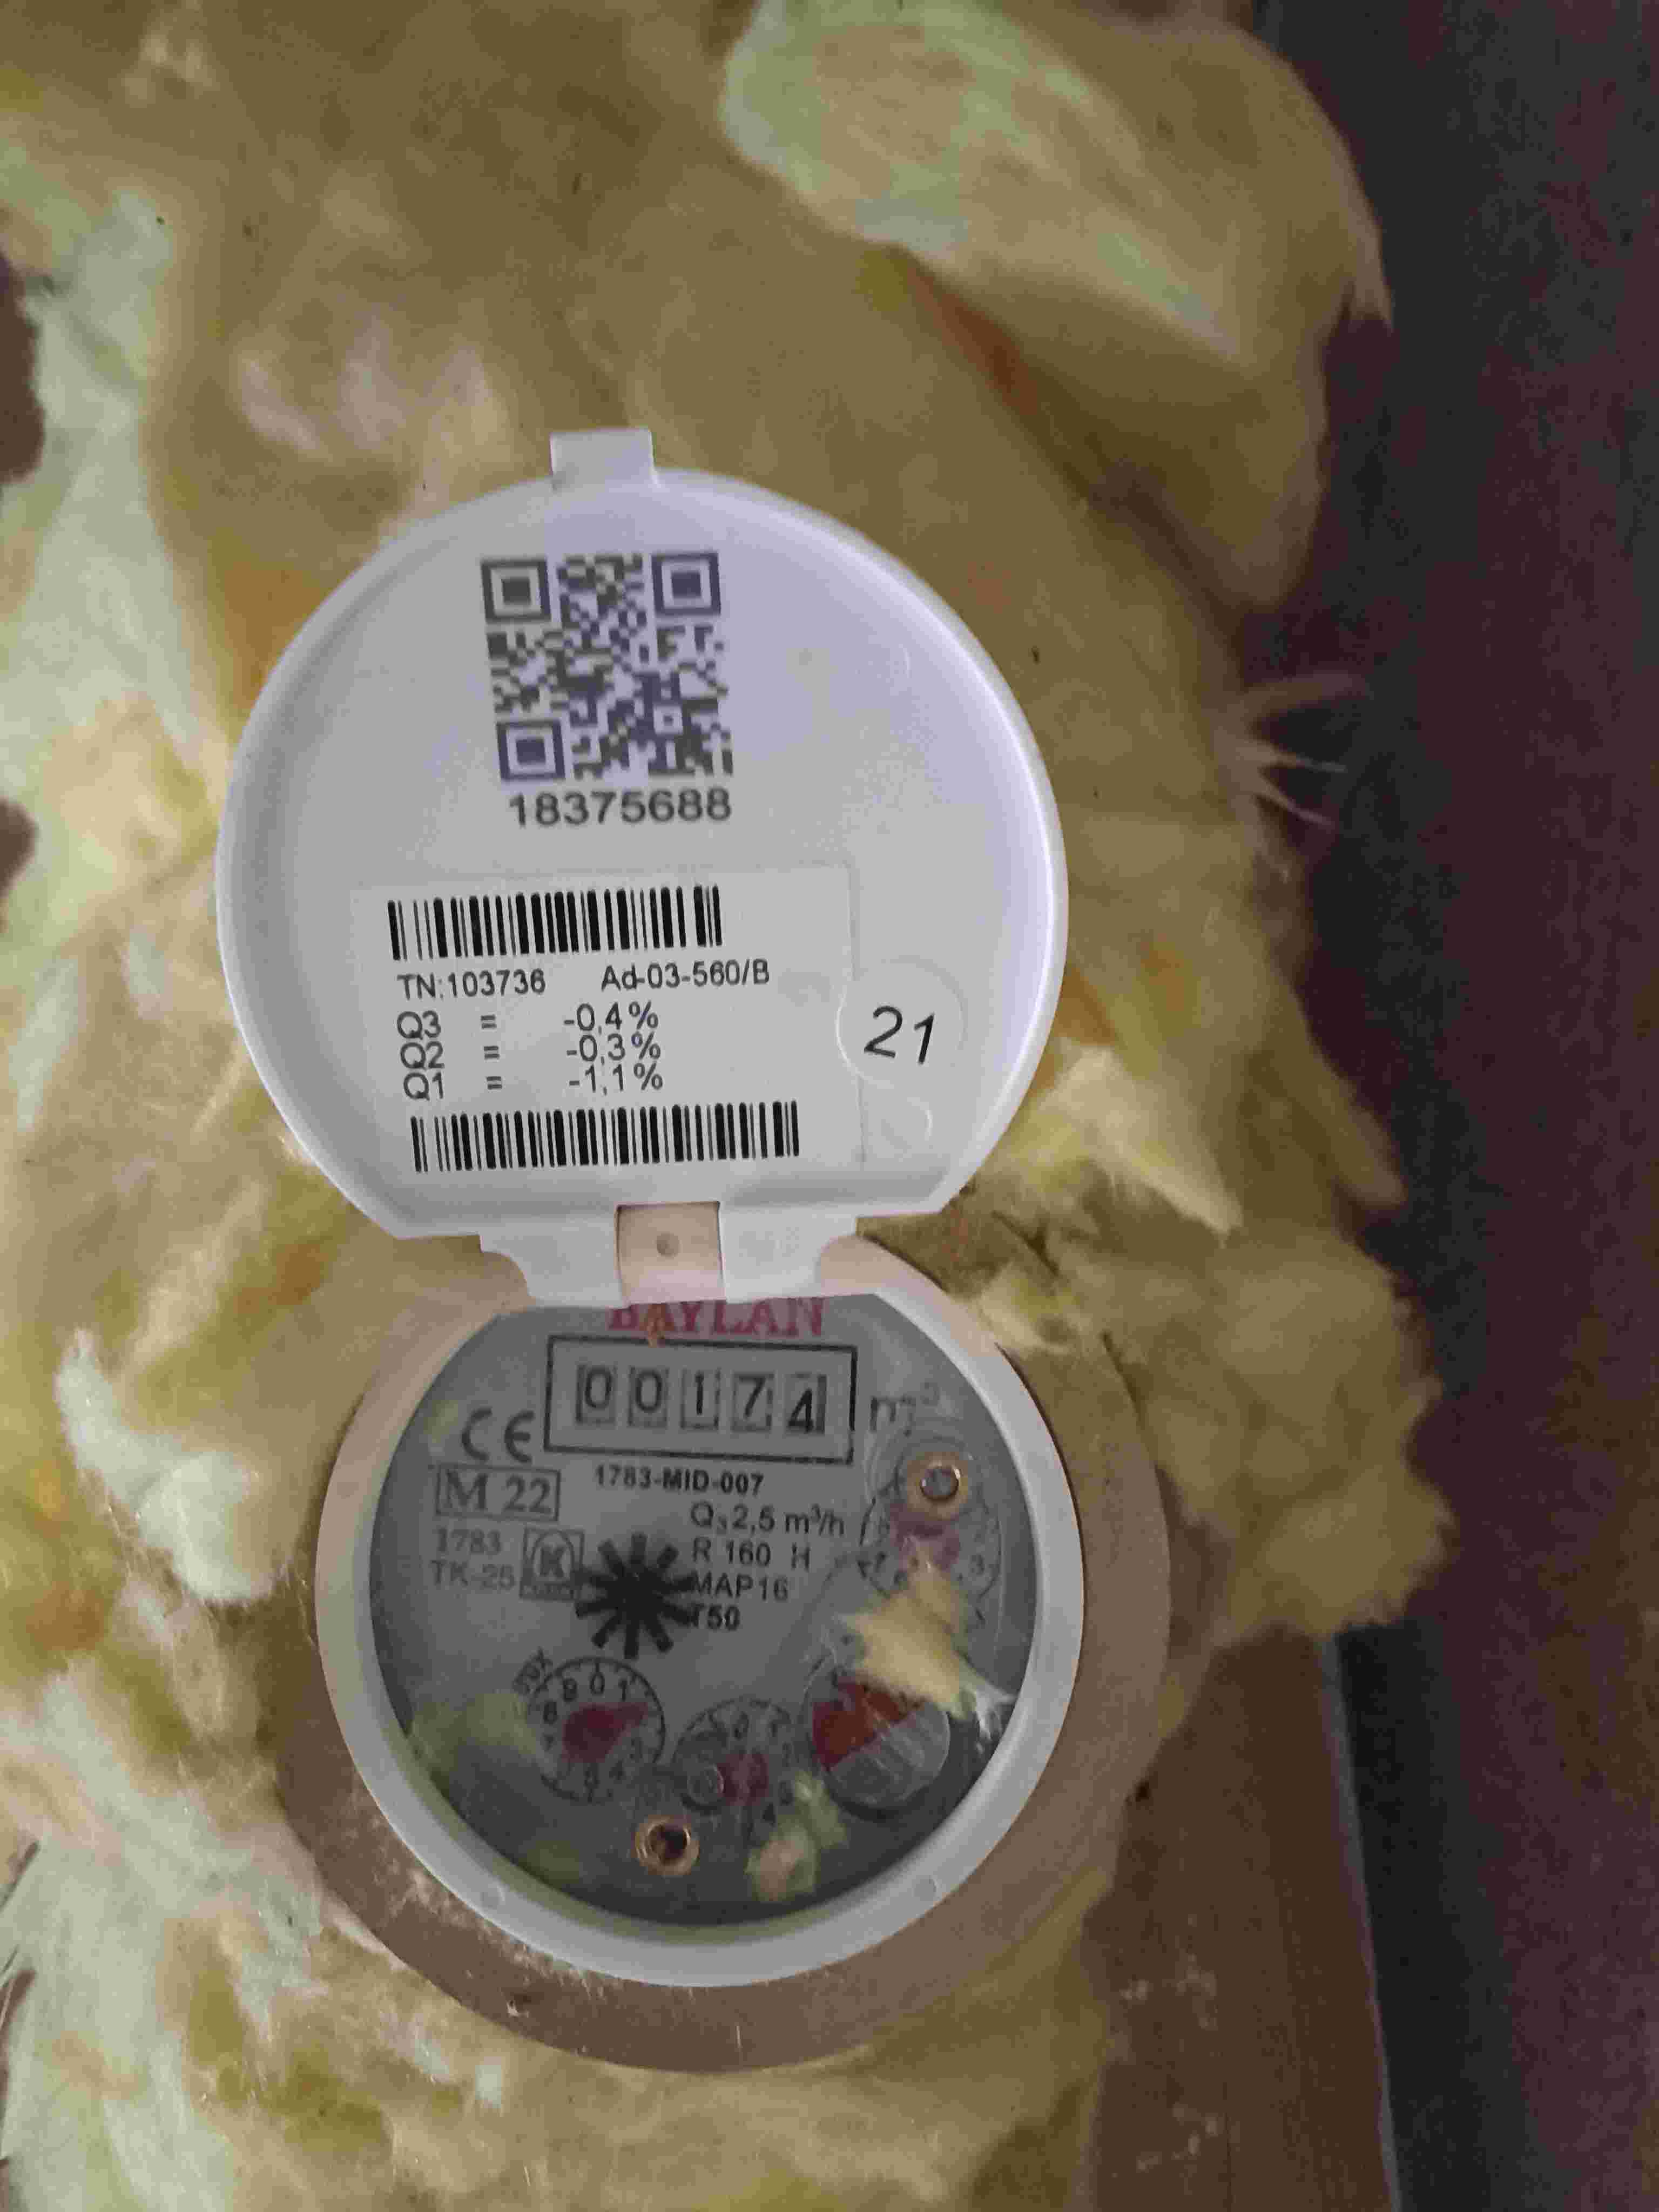 18375688
TN:103736 Ad-03-560/B
Q3 = -0,4%
Q2 = -0,3%
Q1 = -1,1%
21
BAYLAN
00174 m³
CE
1783-MID-007
M 22
Q₃ 2,5 m³/h
1783
R 160 H
TK-25
K
MAP16
T50